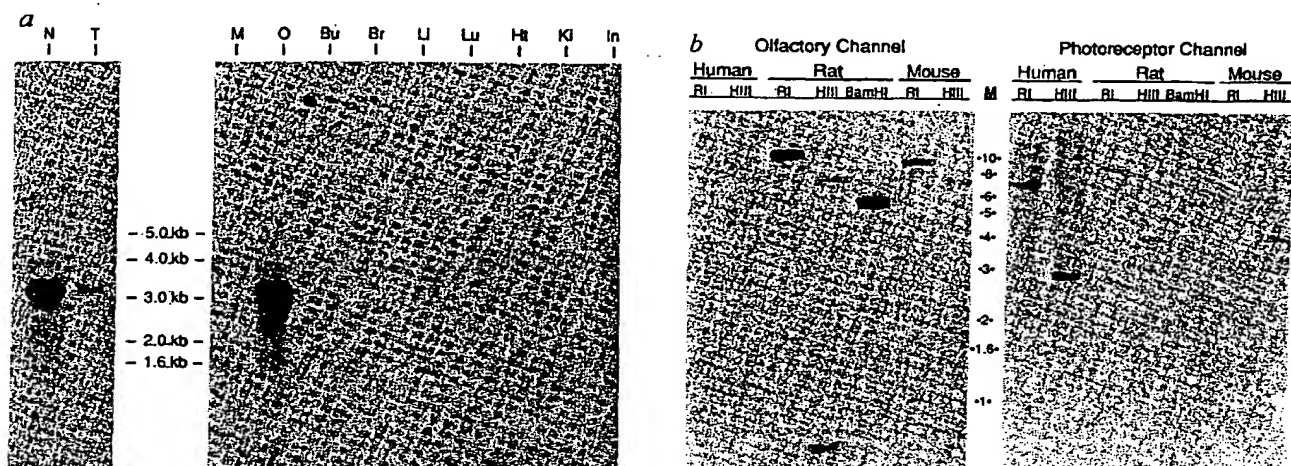 a
N T
M O Bu Br Li Lu Ht Ki In
– 5.0 kb –
– 4.0 kb –
– 3.0 kb –
– 2.0 kb –
– 1.6 kb –
b
Olfactory Channel
Human Rat Mouse
RI HIII RI HIII BamHI RI HIII
M
•10•
•8•
•6•
•5•
•4•
•3•
•2•
•1.6•
•1•
Photoreceptor Channel
Human Rat Mouse
RI HIII RI HIII BamHI RI HIII